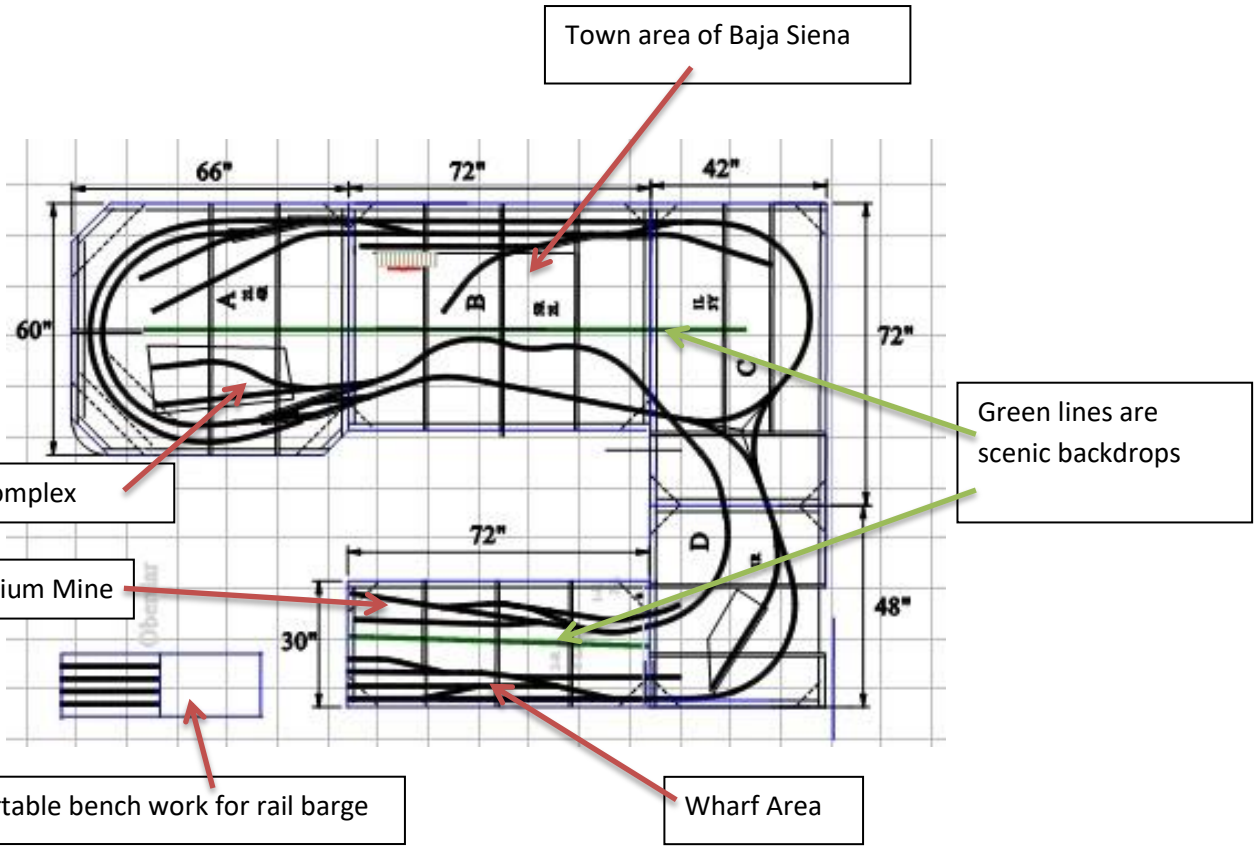 Town area of Baja Siena
66"
72"
42"
60"
A
B
C
72"
Green lines are
scenic backdrops
omplex
72"
D
ium Mine
48"
30"
table bench work for rail barge
Wharf Area